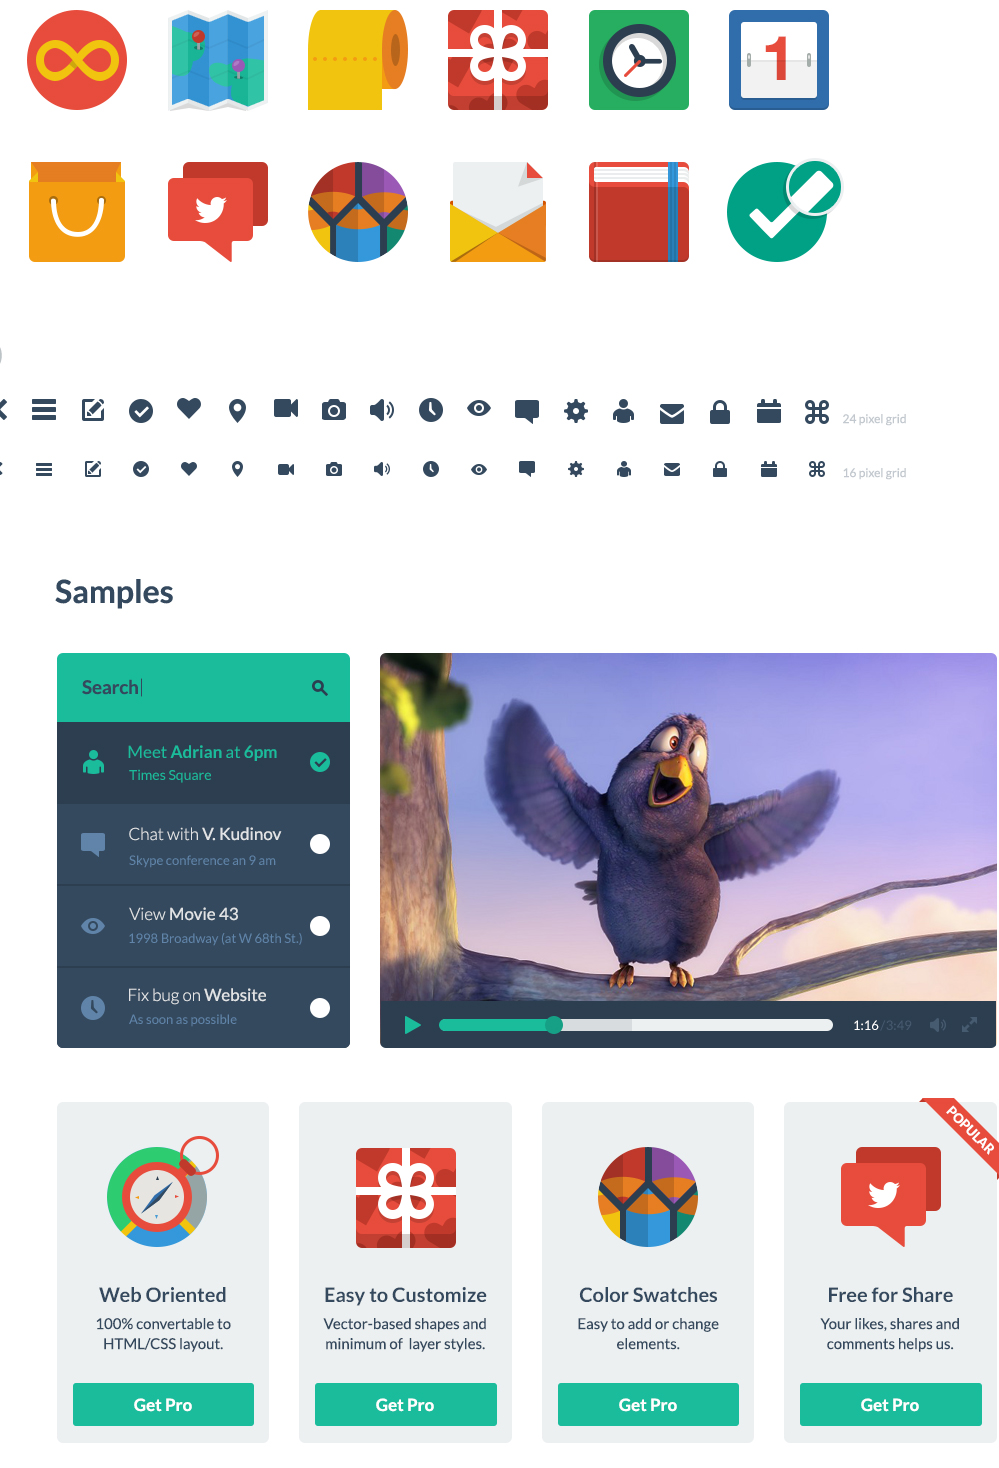 1
24 pixel grid
16 pixel grid
Samples
Search
Meet Adrian at 6pm
Times Square
Chat with V. Kudinov
Skype conference an 9 am
View Movie 43
1998 Broadway (at W 68th St.)
Fix bug on Website
As soon as possible
1:16/3:49
Web Oriented
100% convertable to
HTML/CSS layout.
Get Pro
Easy to Customize
Vector-based shapes and
minimum of layer styles.
Get Pro
Color Swatches
Easy to add or change
elements.
Get Pro
POPULAR
Free for Share
Your likes, shares and
comments helps us.
Get Pro